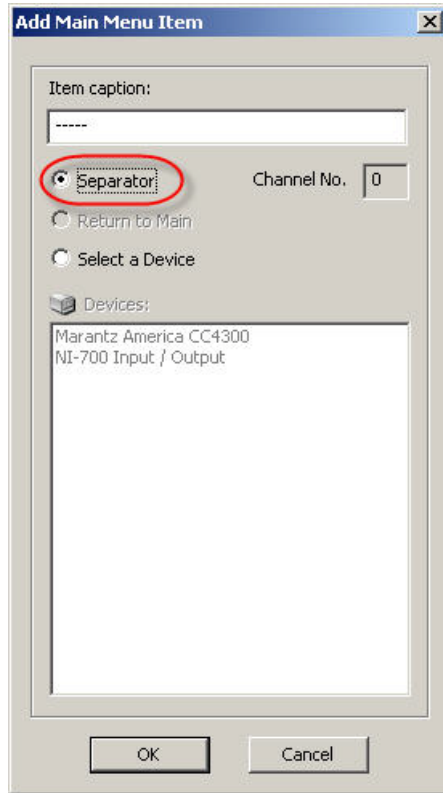 Add Main Menu Item
Item caption:
-----
Separator
Channel No. 0
Return to Main
Select a Device
Devices:
Marantz America CC4300
NI-700 Input / Output
OK
Cancel